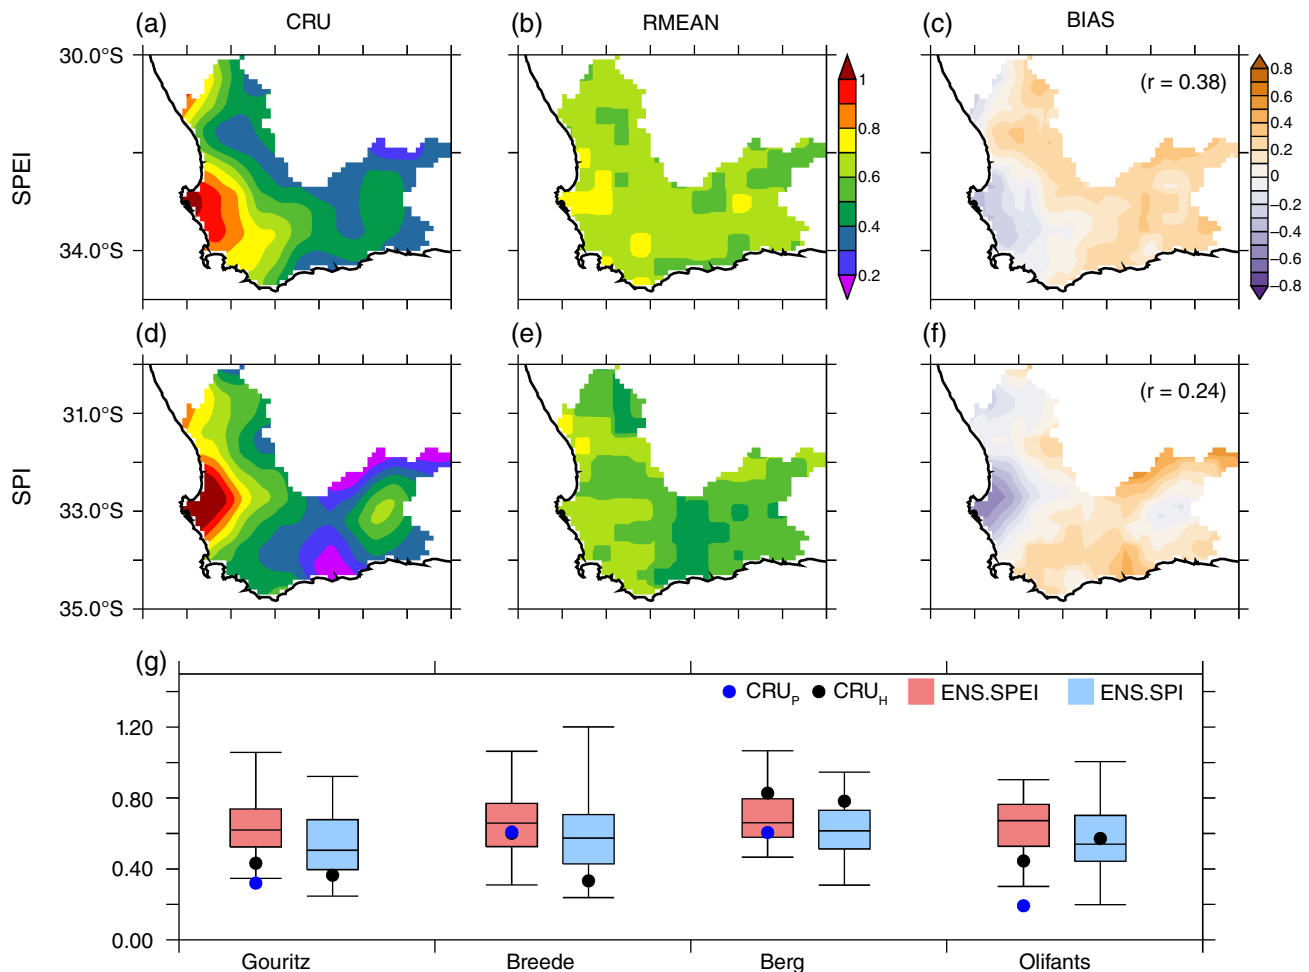 (a) CRU (b) RMEAN (c) BIAS
30.0°S
34.0°S
SPEI
1
0.8
0.6
0.4
0.2
(r = 0.38)
0.8
0.6
0.4
0.2
0
−0.2
−0.4
−0.6
−0.8
(d) (e) (f)
31.0°S
33.0°S
35.0°S
SPI
(r = 0.24)
(g)
CRUP CRUH ENS.SPEI ENS.SPI
1.20
0.80
0.40
0.00
Gouritz Breede Berg Olifants